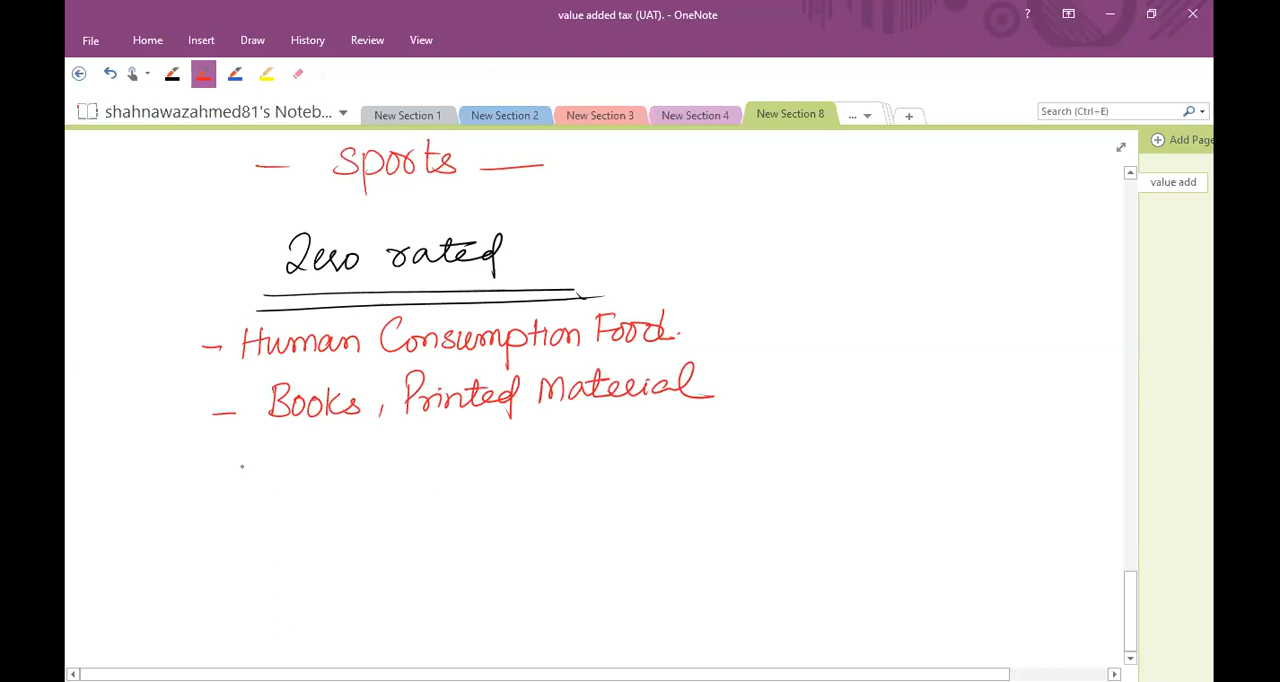 value added tax (UAT). - OneNote
?
File Home Insert Draw History Review View
shahnawazahmed81's Noteb... New Section 1 New Section 2 New Section 3 New Section 4 New Section 8 ... + Search (Ctrl+E)
Add Page
value add
- Sports —
Zero rated
- Human Consumption Food.
- Books, Printed Material